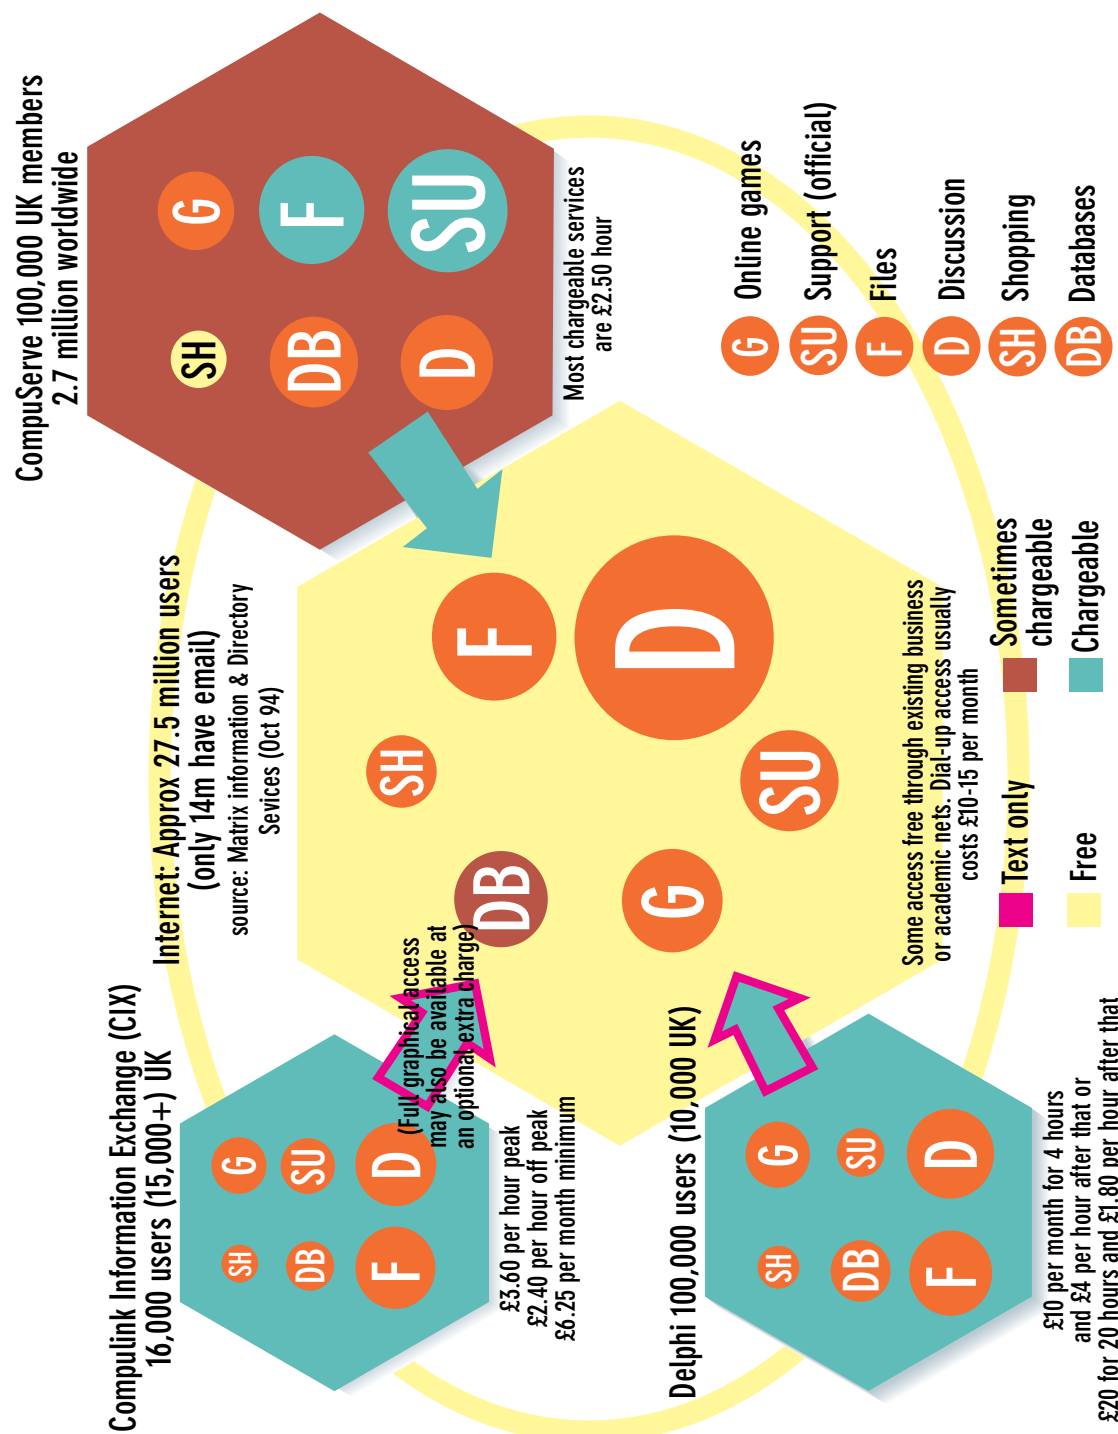 Compulink Information Exchange (CIX)
16,000 users (15,000+) UK
SH
G
DB
SU
F
D
£3.60 per hour peak
£2.40 per hour off peak
£6.25 per month minimum
(Full graphical access
may also be available at
an optional extra charge)
Internet: Approx 27.5 million users
(only 14m have email)
source: Matrix information & Directory
Sevices (Oct 94)
DB
SH
F
G
SU
D
Some access free through existing business
or academic nets. Dial-up access usually
costs £10-15 per month
CompuServe 100,000 UK members
2.7 million worldwide
SH
G
DB
F
D
SU
Most chargeable services
are £2.50 hour
Delphi 100,000 users (10,000 UK)
SH
G
DB
SU
F
D
£10 per month for 4 hours
and £4 per hour after that or
£20 for 20 hours and £1.80 per hour after that
Text only
Sometimes
chargeable
Free
Chargeable
G Online games
SU Support (official)
F Files
D Discussion
SH Shopping
DB Databases